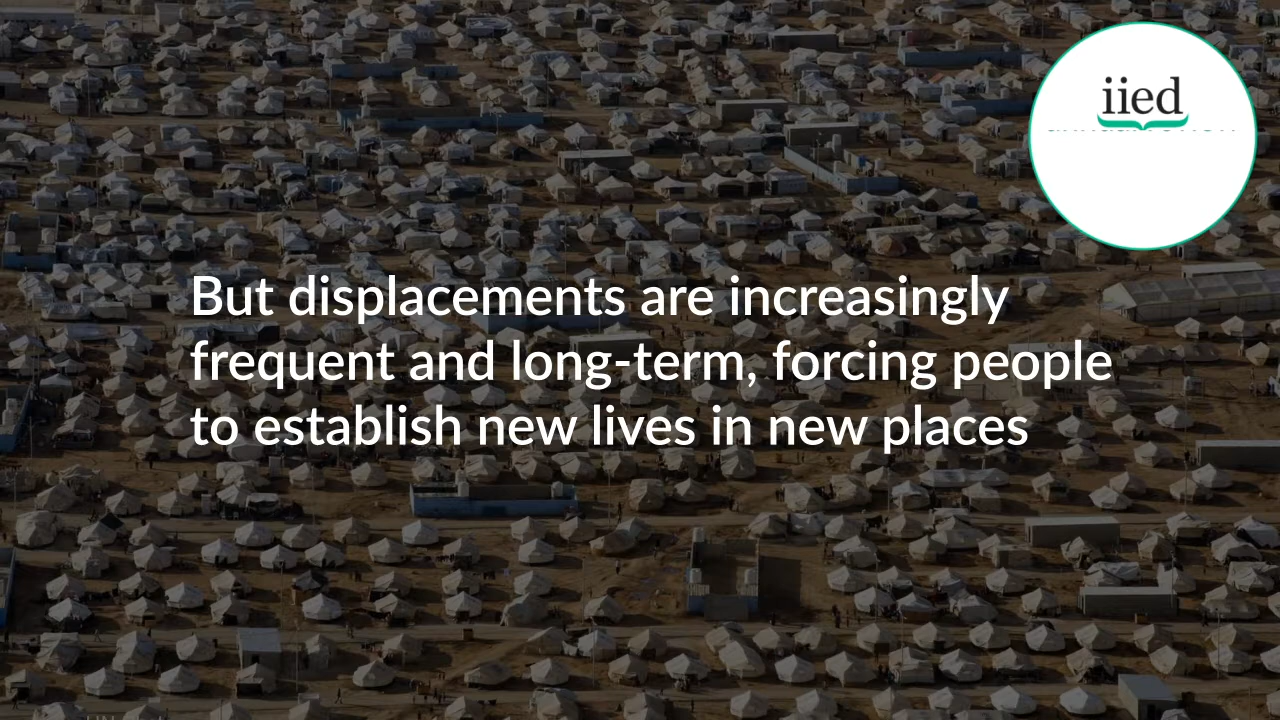 iied
But displacements are increasingly
frequent and long-term, forcing people
to establish new lives in new places